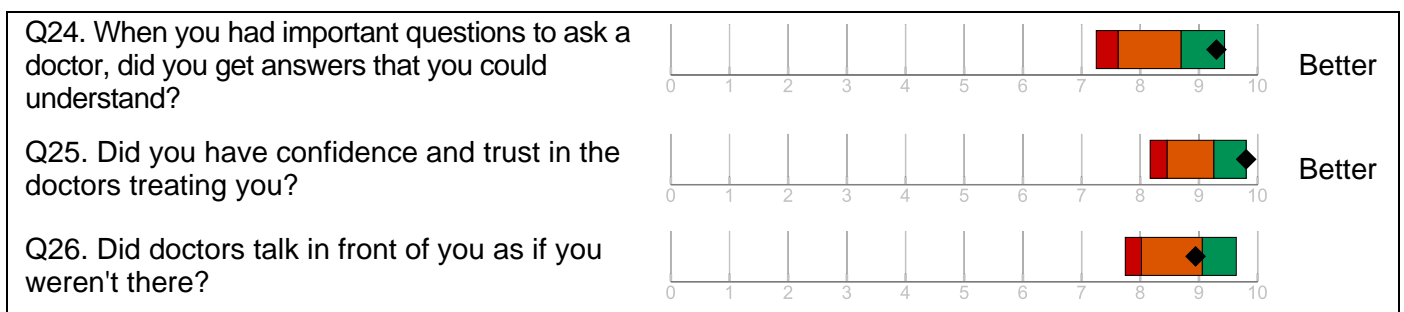 Q24. When you had important questions to ask a
doctor, did you get answers that you could
understand?
Better
0 1 2 3 4 5 6 7 8 9 10
Q25. Did you have confidence and trust in the
doctors treating you?
Better
0 1 2 3 4 5 6 7 8 9 10
Q26. Did doctors talk in front of you as if you
weren't there?
0 1 2 3 4 5 6 7 8 9 10